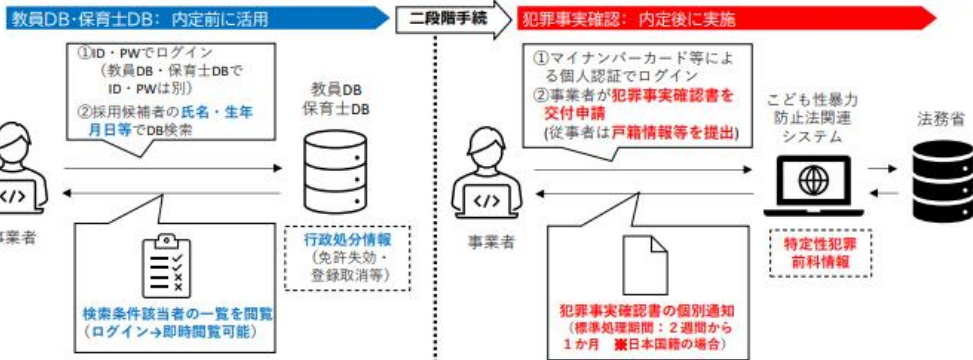 教員DB・保育士DB： 内定前に活用
二段階手続
犯罪事実確認： 内定後に実施
①ID・PWでログイン
（教員DB・保育士DBで
ID・PWは別）
②採用候補者の氏名・生年
月日等でDB検索
教員DB
保育士DB
</>
事業者
行政処分情報
（免許失効・
登録取消等）
検索条件該当者の一覧を閲覧
（ログイン→即時閲覧可能）
①マイナンバーカード等によ
る個人認証でログイン
②事業者が犯罪事実確認書を
交付申請
(従事者は戸籍情報等を提出)
こども性暴力
防止法関連
システム
法務省
</>
事業者
特定性犯罪
前科情報
犯罪事実確認書の個別通知
（標準処理期間：２週間から
１か月　※日本国籍の場合）